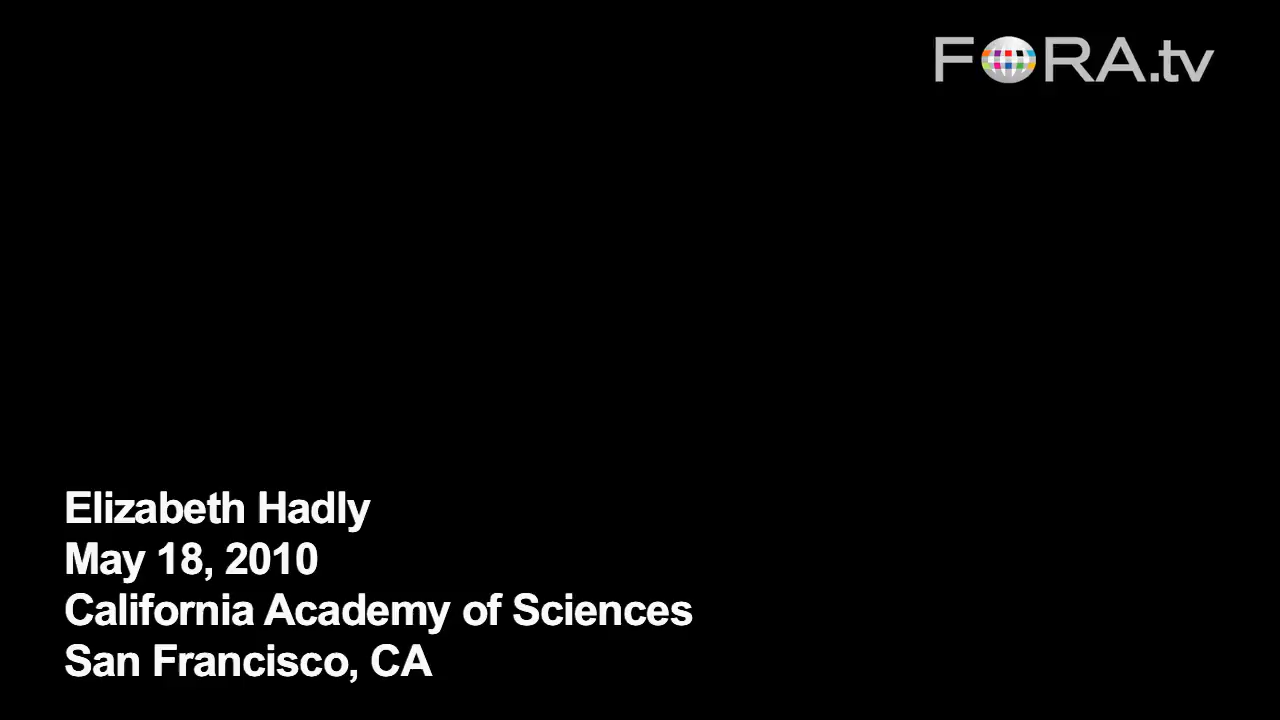 FORA.tv
Elizabeth Hadly
May 18, 2010
California Academy of Sciences
San Francisco, CA